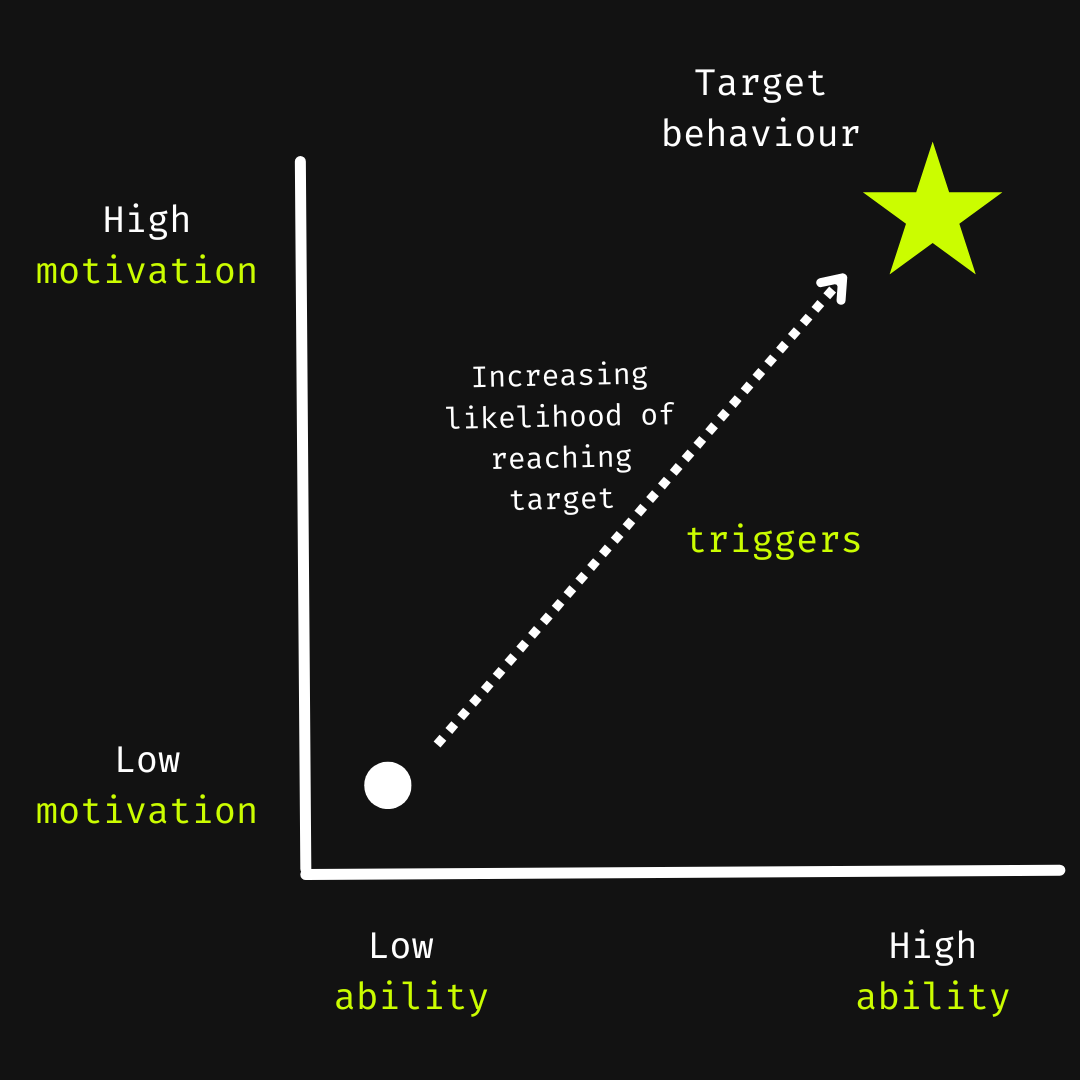 Target
behaviour
High
motivation
Increasing
likelihood of
reaching
target
triggers
Low
motivation
Low
ability
High
ability